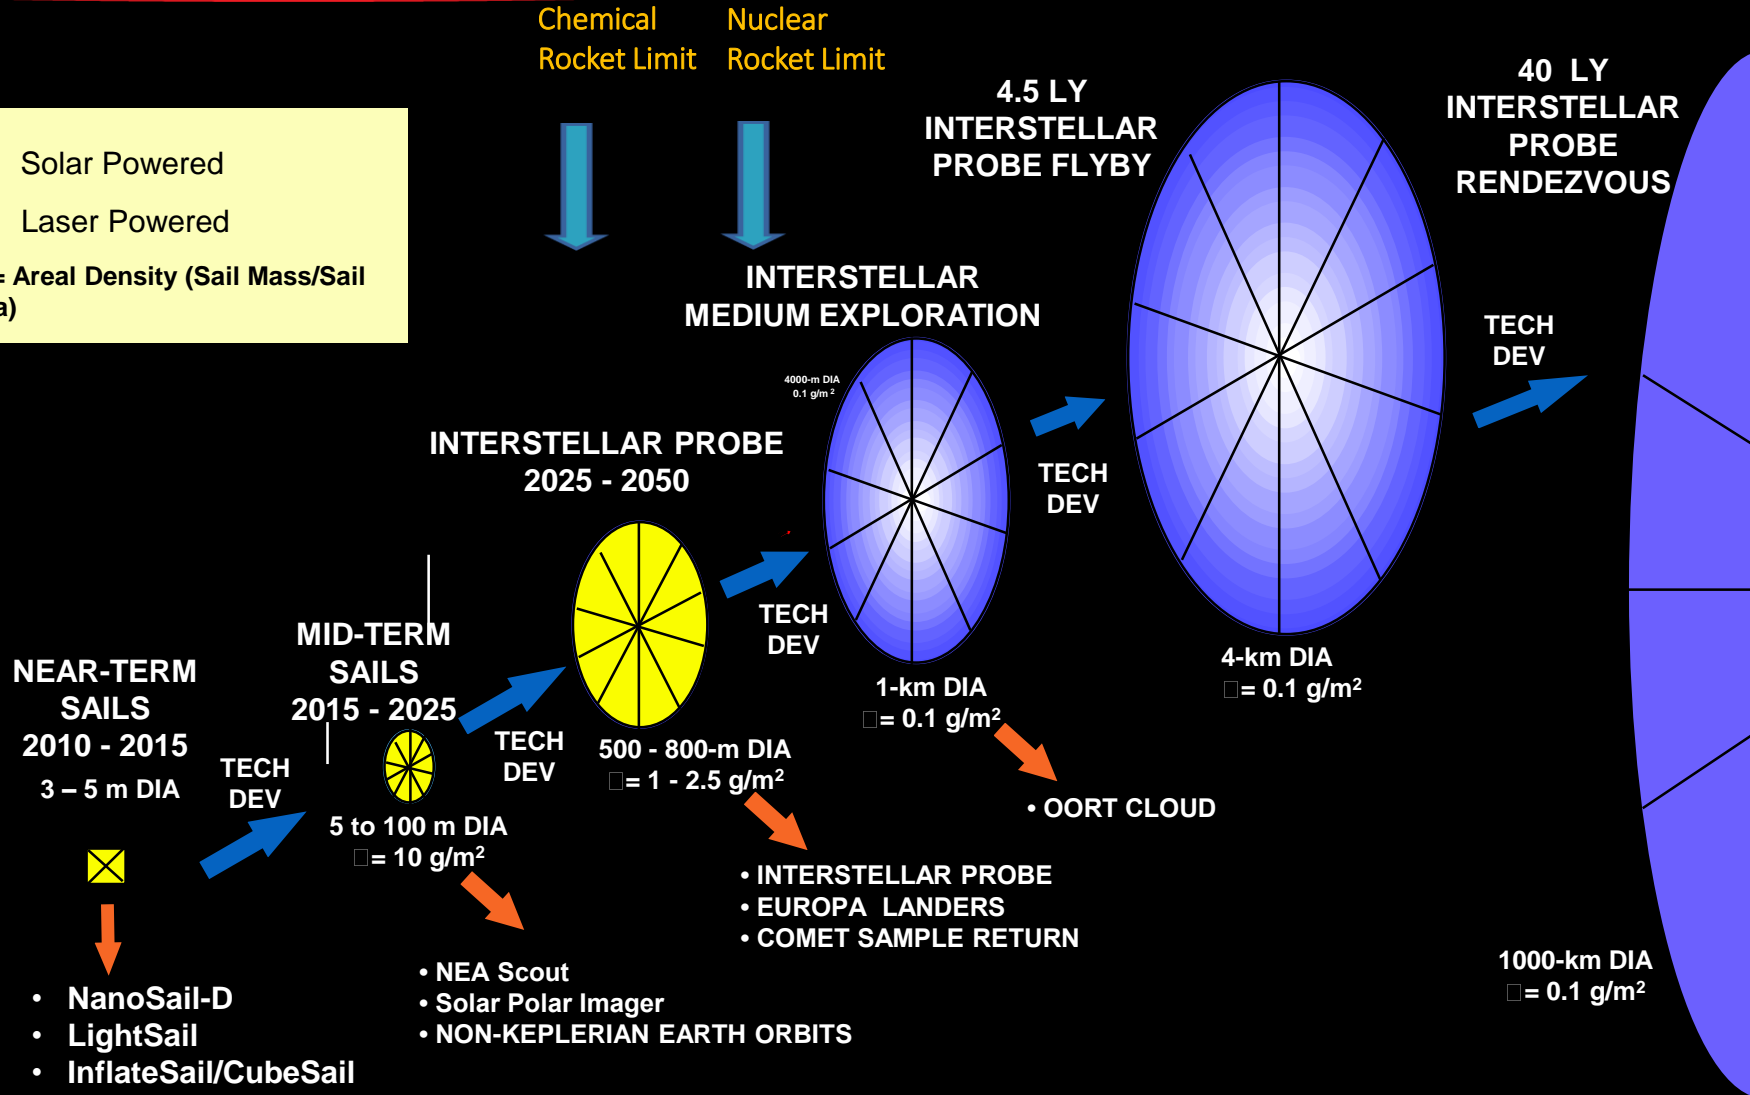 Chemical
Rocket Limit
Nuclear
Rocket Limit
Solar Powered
Laser Powered
= Areal Density (Sail Mass/Sail
a)
4.5 LY
INTERSTELLAR
PROBE FLYBY
40 LY
INTERSTELLAR
PROBE
RENDEZVOUS
INTERSTELLAR
MEDIUM EXPLORATION
4000-m DIA
0.1 g/m²
TECH
DEV
INTERSTELLAR PROBE
2025 - 2050
TECH
DEV
TECH
DEV
MID-TERM
SAILS
2015 - 2025
NEAR-TERM
SAILS
2010 - 2015
3 – 5 m DIA
TECH
DEV
TECH
DEV
4-km DIA
□= 0.1 g/m²
1-km DIA
□= 0.1 g/m²
500 - 800-m DIA
□= 1 - 2.5 g/m²
5 to 100 m DIA
□= 10 g/m²
• OORT CLOUD
• INTERSTELLAR PROBE
• EUROPA LANDERS
• COMET SAMPLE RETURN
• NEA Scout
• Solar Polar Imager
• NON-KEPLERIAN EARTH ORBITS
1000-km DIA
□= 0.1 g/m²
• NanoSail-D
• LightSail
• InflateSail/CubeSail